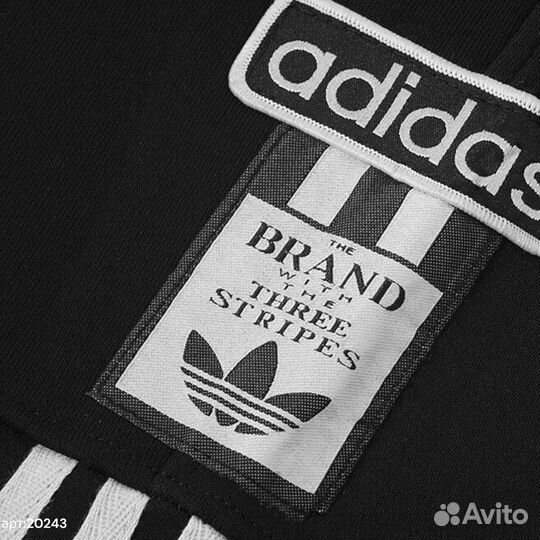 adidas
THE
BRAND
WITH
THE
THREE
STRIPES
арт:20243
Avito